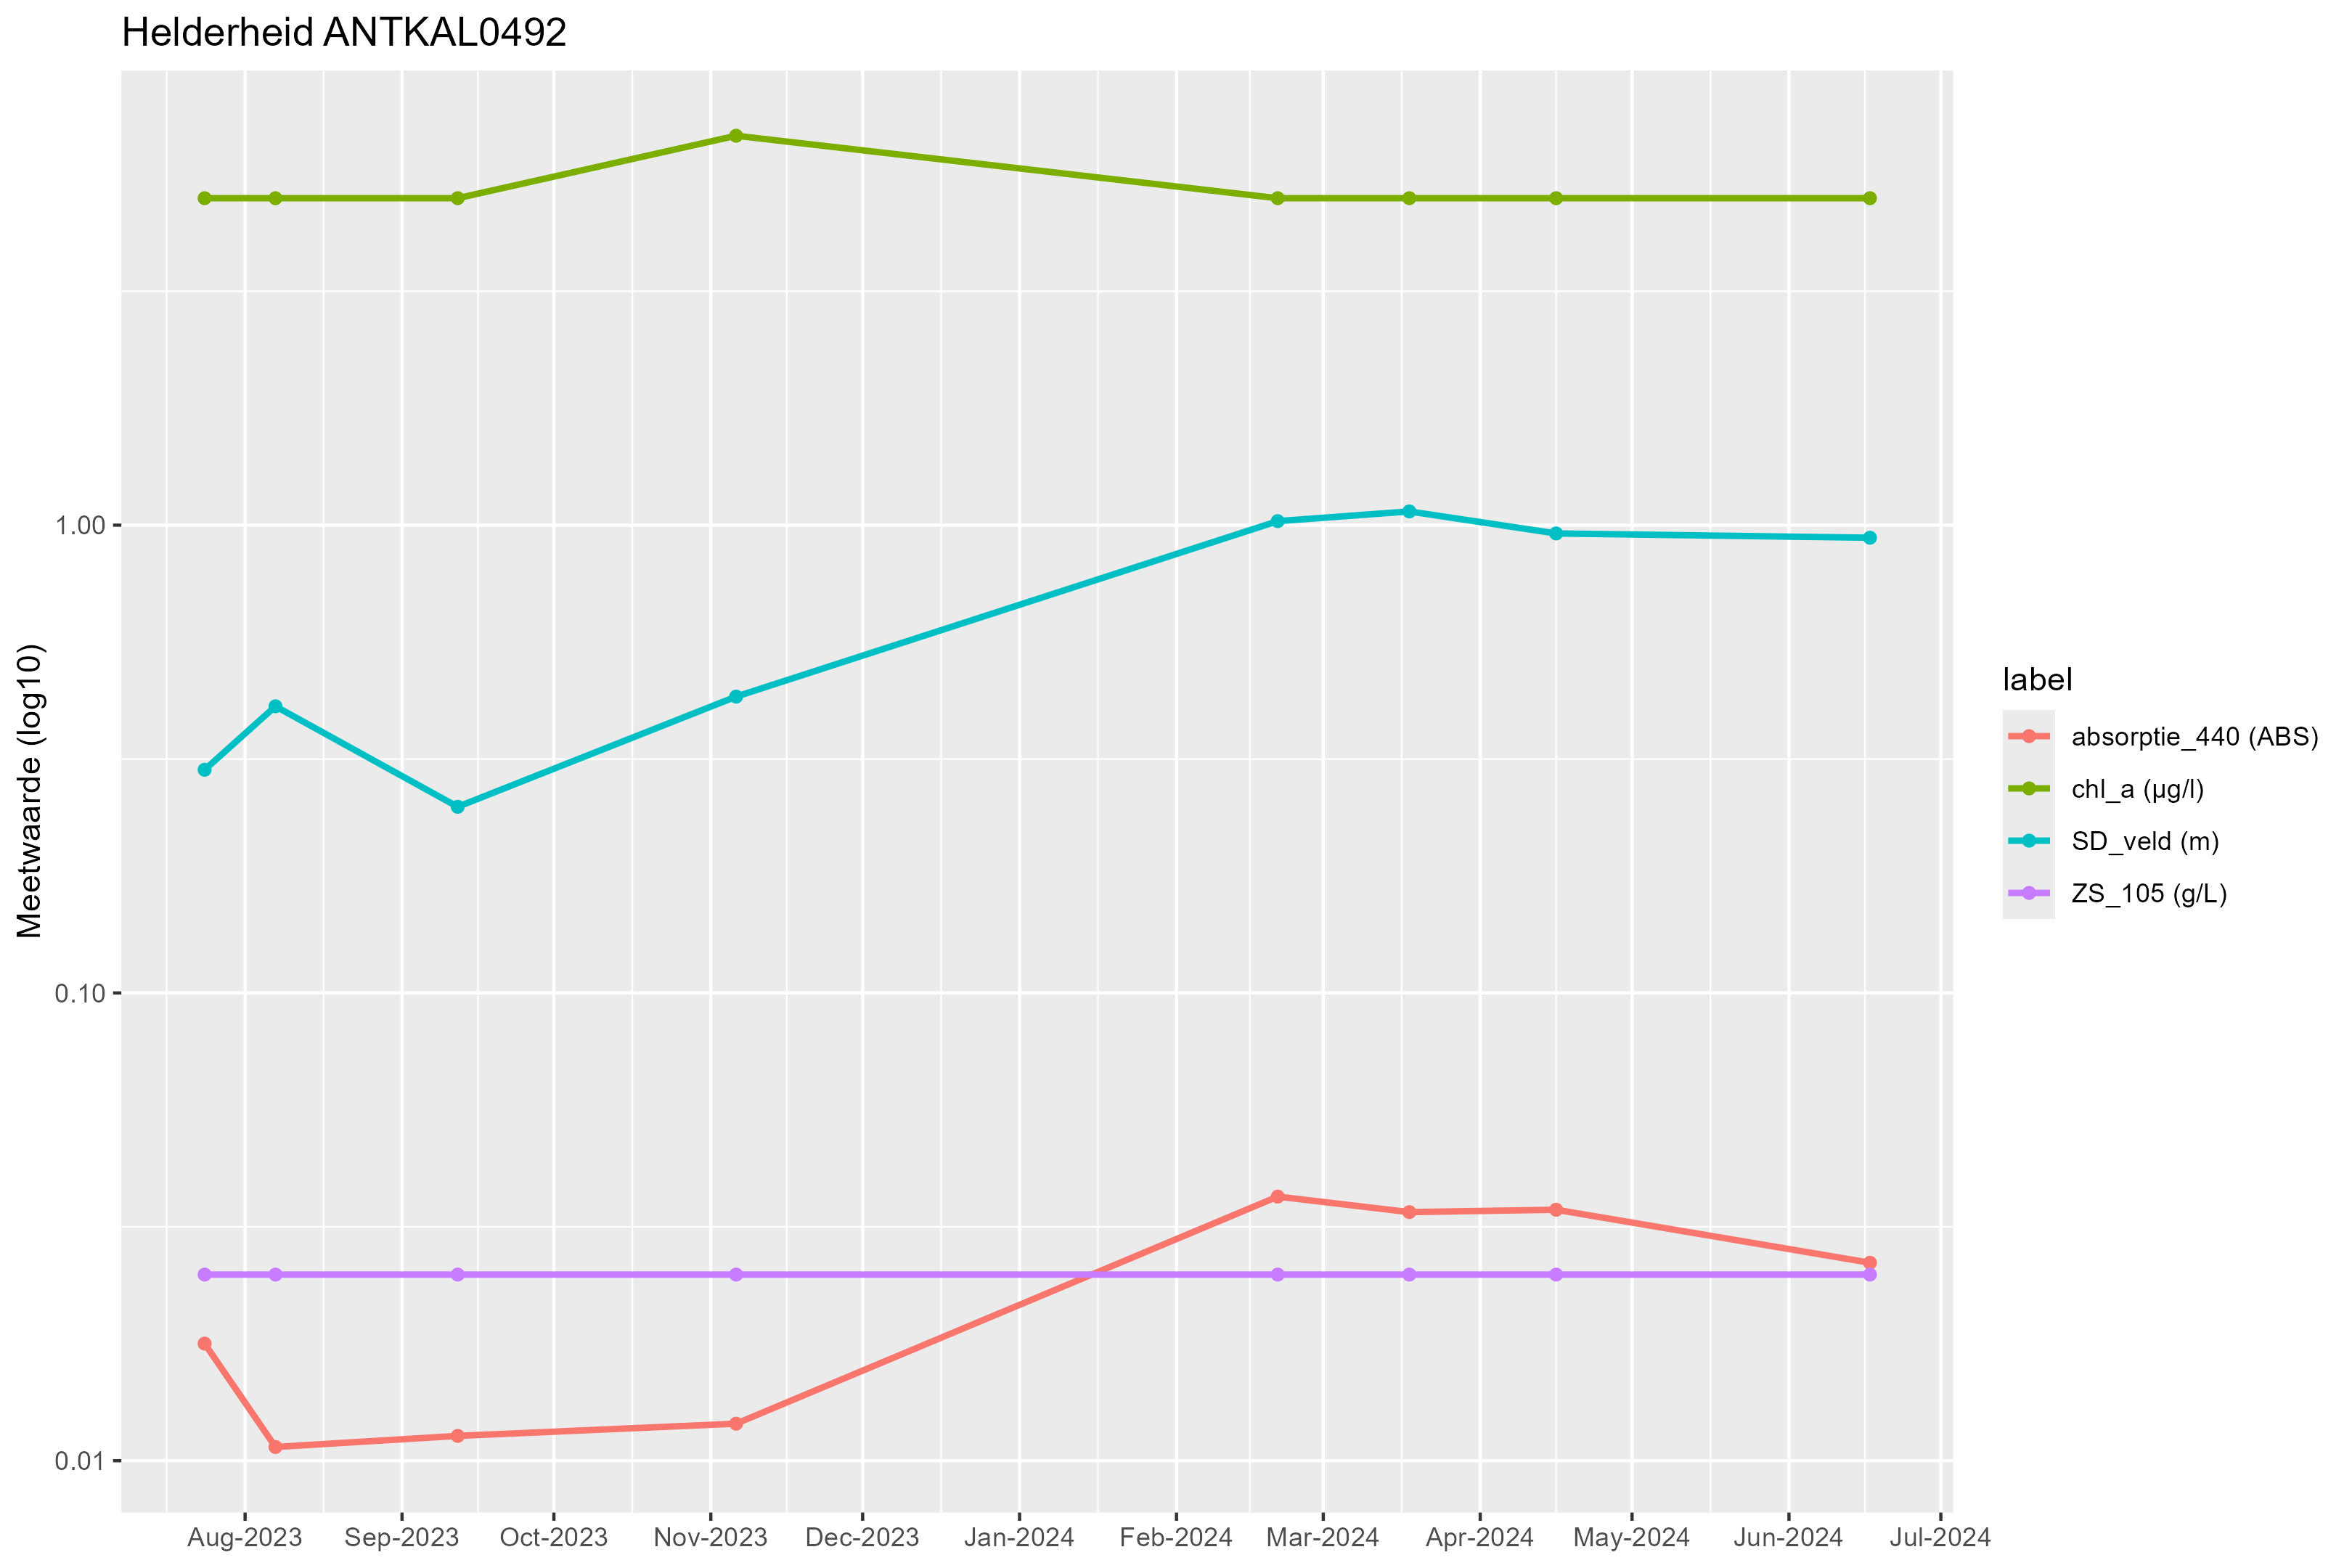 Helderheid ANTKAL0492
Meetwaarde (log10)
1.00
0.10
0.01
Aug-2023 Sep-2023 Oct-2023 Nov-2023 Dec-2023 Jan-2024 Feb-2024 Mar-2024 Apr-2024 May-2024 Jun-2024 Jul-2024
label
absorptie_440 (ABS)
chl_a (µg/l)
SD_veld (m)
ZS_105 (g/L)